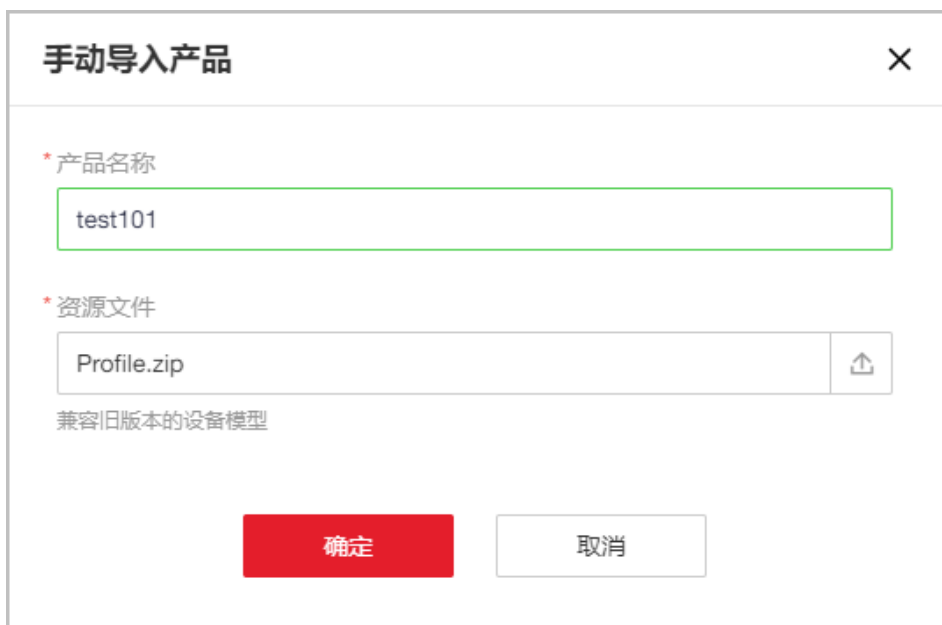 手动导入产品
* 产品名称
test101
* 资源文件
Profile.zip
兼容旧版本的设备模型
确定
取消